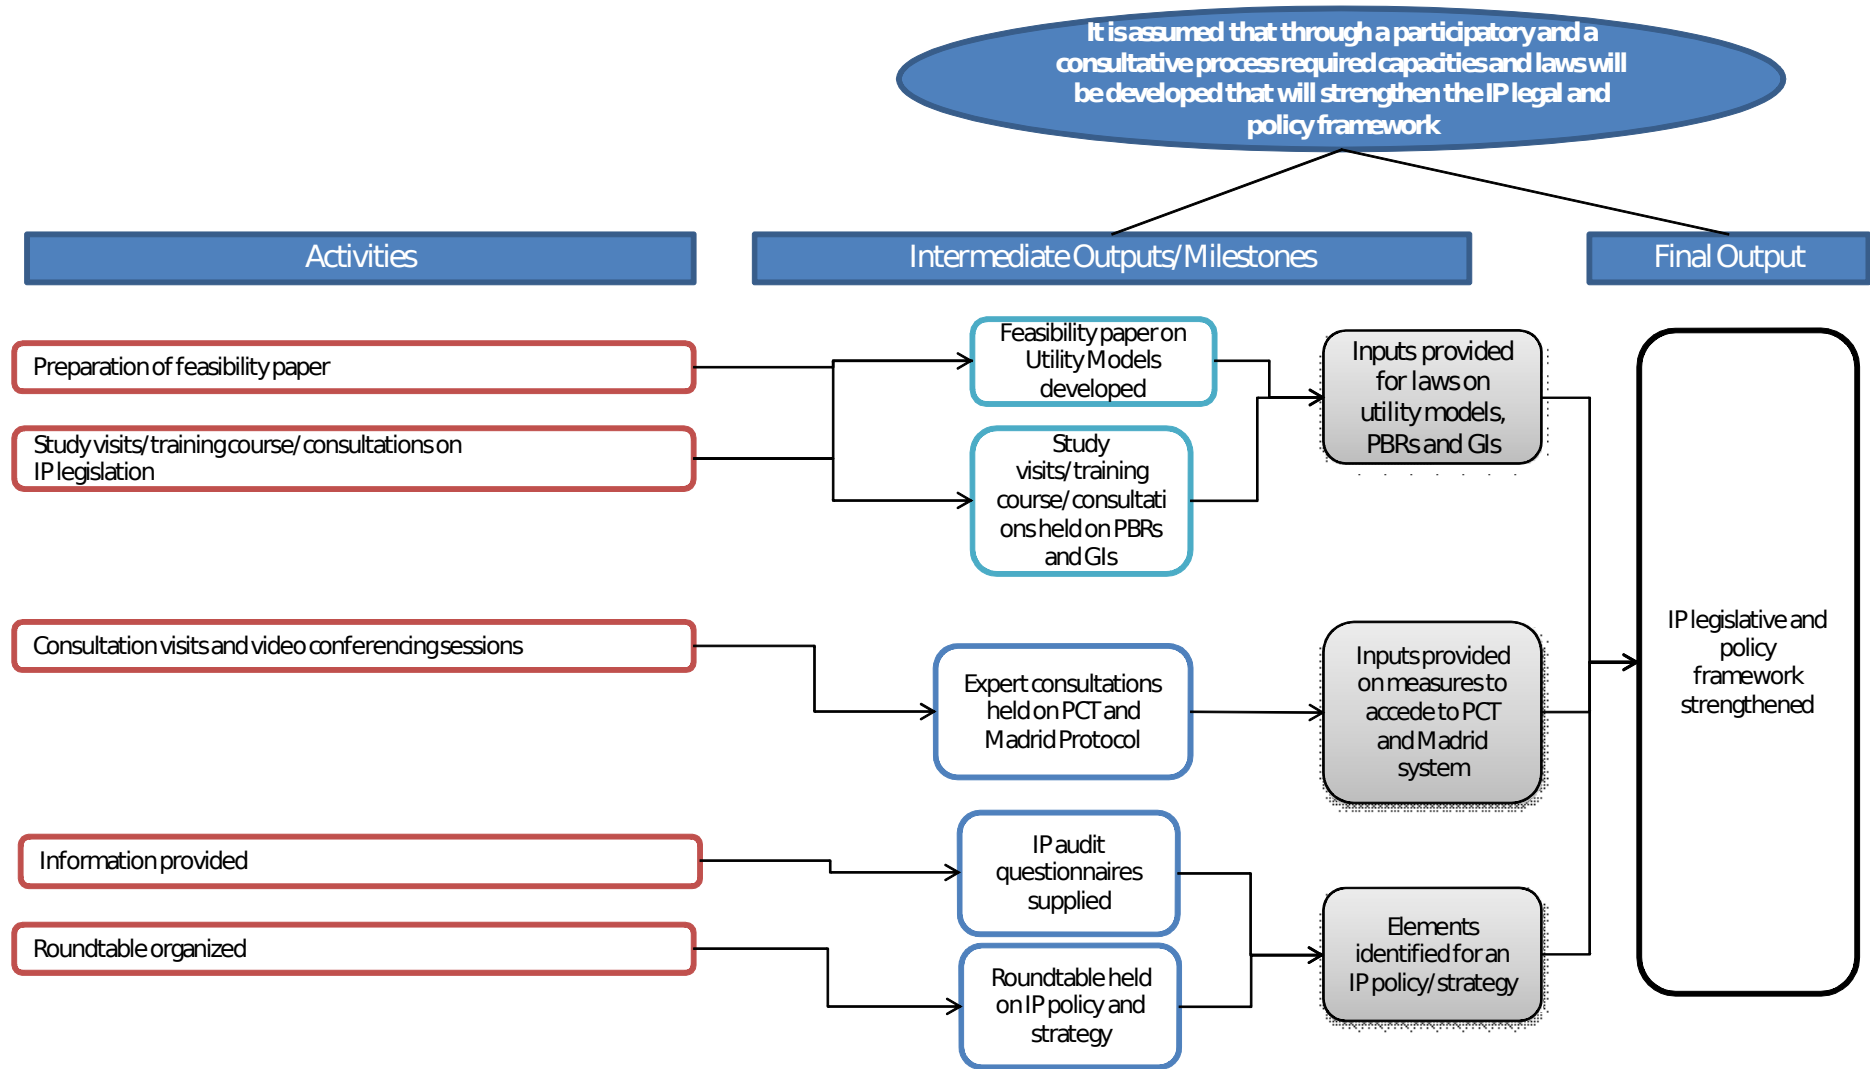 It is assumed that through a participatory and a
consultative process required capacities and laws will
be developed that will strengthen the IP legal and
policy framework
Activities
Intermediate Outputs/Milestones
Final Output
Preparation of feasibility paper
Study visits/training course/consultations on
IP legislation
Consultation visits and video conferencing sessions
Information provided
Roundtable organized
Feasibility paper on
Utility Models
developed
Study
visits/training
course/consultati
ons held on PBRs
and GIs
Expert consultations
held on PCT and
Madrid Protocol
IP audit
questionnaires
supplied
Roundtable held
on IP policy and
strategy
Inputs provided
for laws on
utility models,
PBRs and GIs
Inputs provided
on measures to
accede to PCT
and Madrid
system
Elements
identified for an
IP policy/strategy
IP legislative and
policy
framework
strengthened